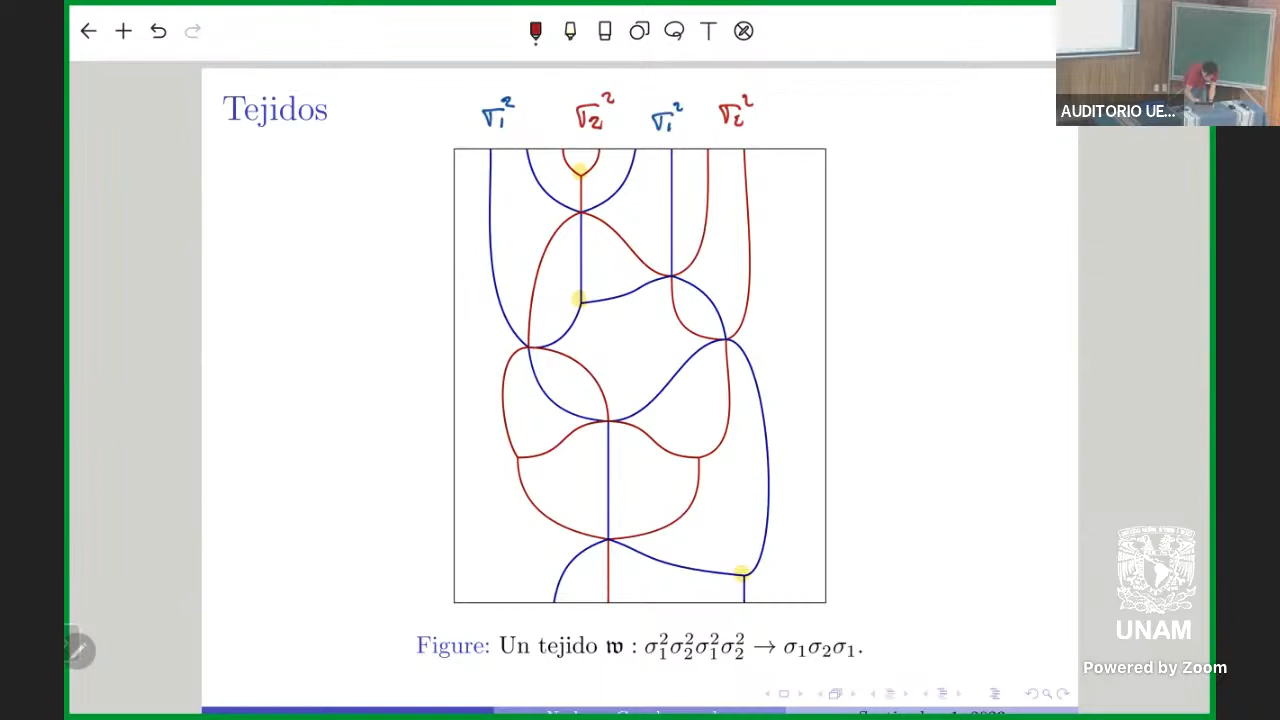 AUDITORIO UE...
Tejidos
σ₁² σ₂² σ₁² σ₂²
Figure: Un tejido 𝔴 : σ₁²σ₂²σ₁²σ₂² → σ₁σ₂σ₁.
UNAM
Powered by Zoom